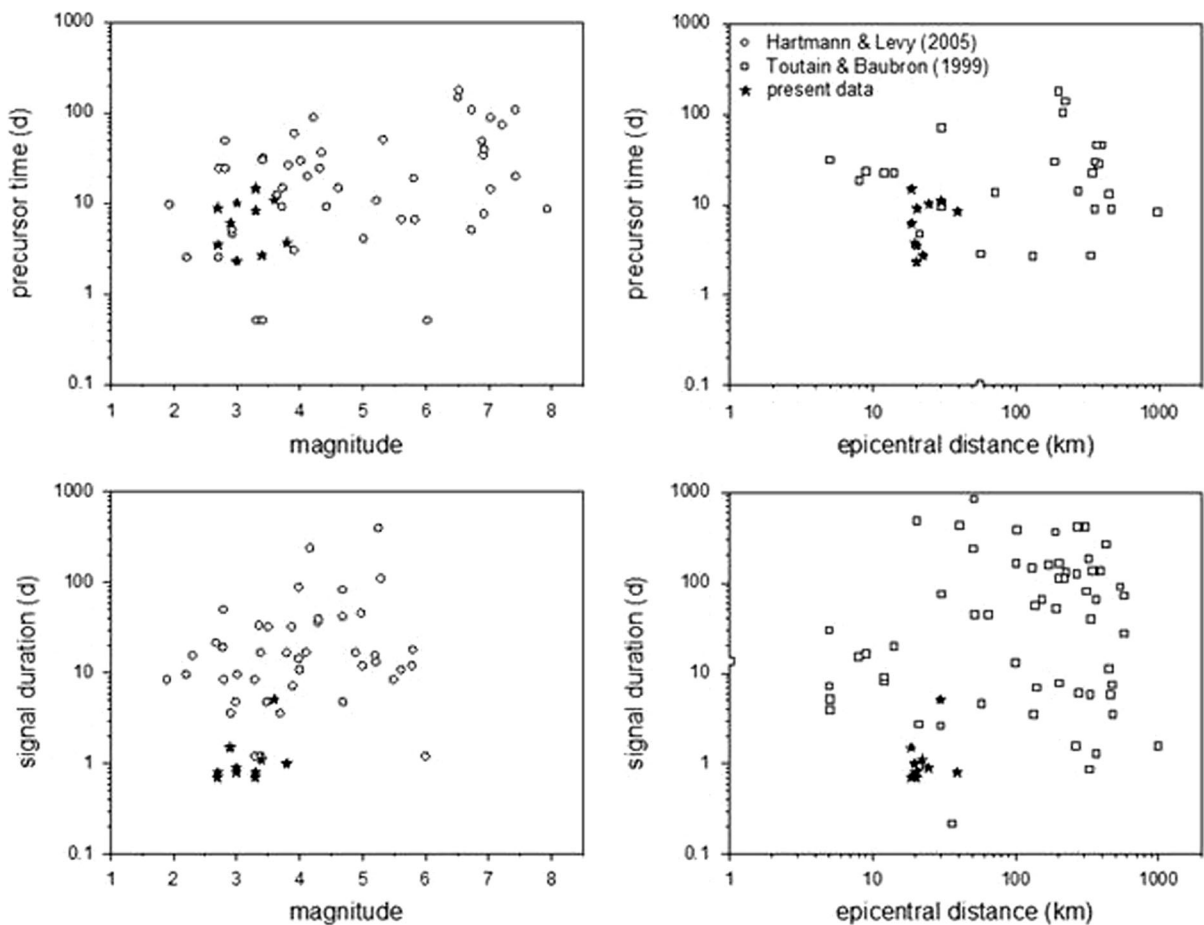 1000
100
10
1
0.1
precursor time (d)
1 2 3 4 5 6 7 8
magnitude
1000
100
10
1
0.1
precursor time (d)
Hartmann & Levy (2005)
Toutain & Baubron (1999)
present data
1 10 100 1000
epicentral distance (km)
1000
100
10
1
0.1
signal duration (d)
1 2 3 4 5 6 7 8
magnitude
1000
100
10
1
0.1
signal duration (d)
1 10 100 1000
epicentral distance (km)